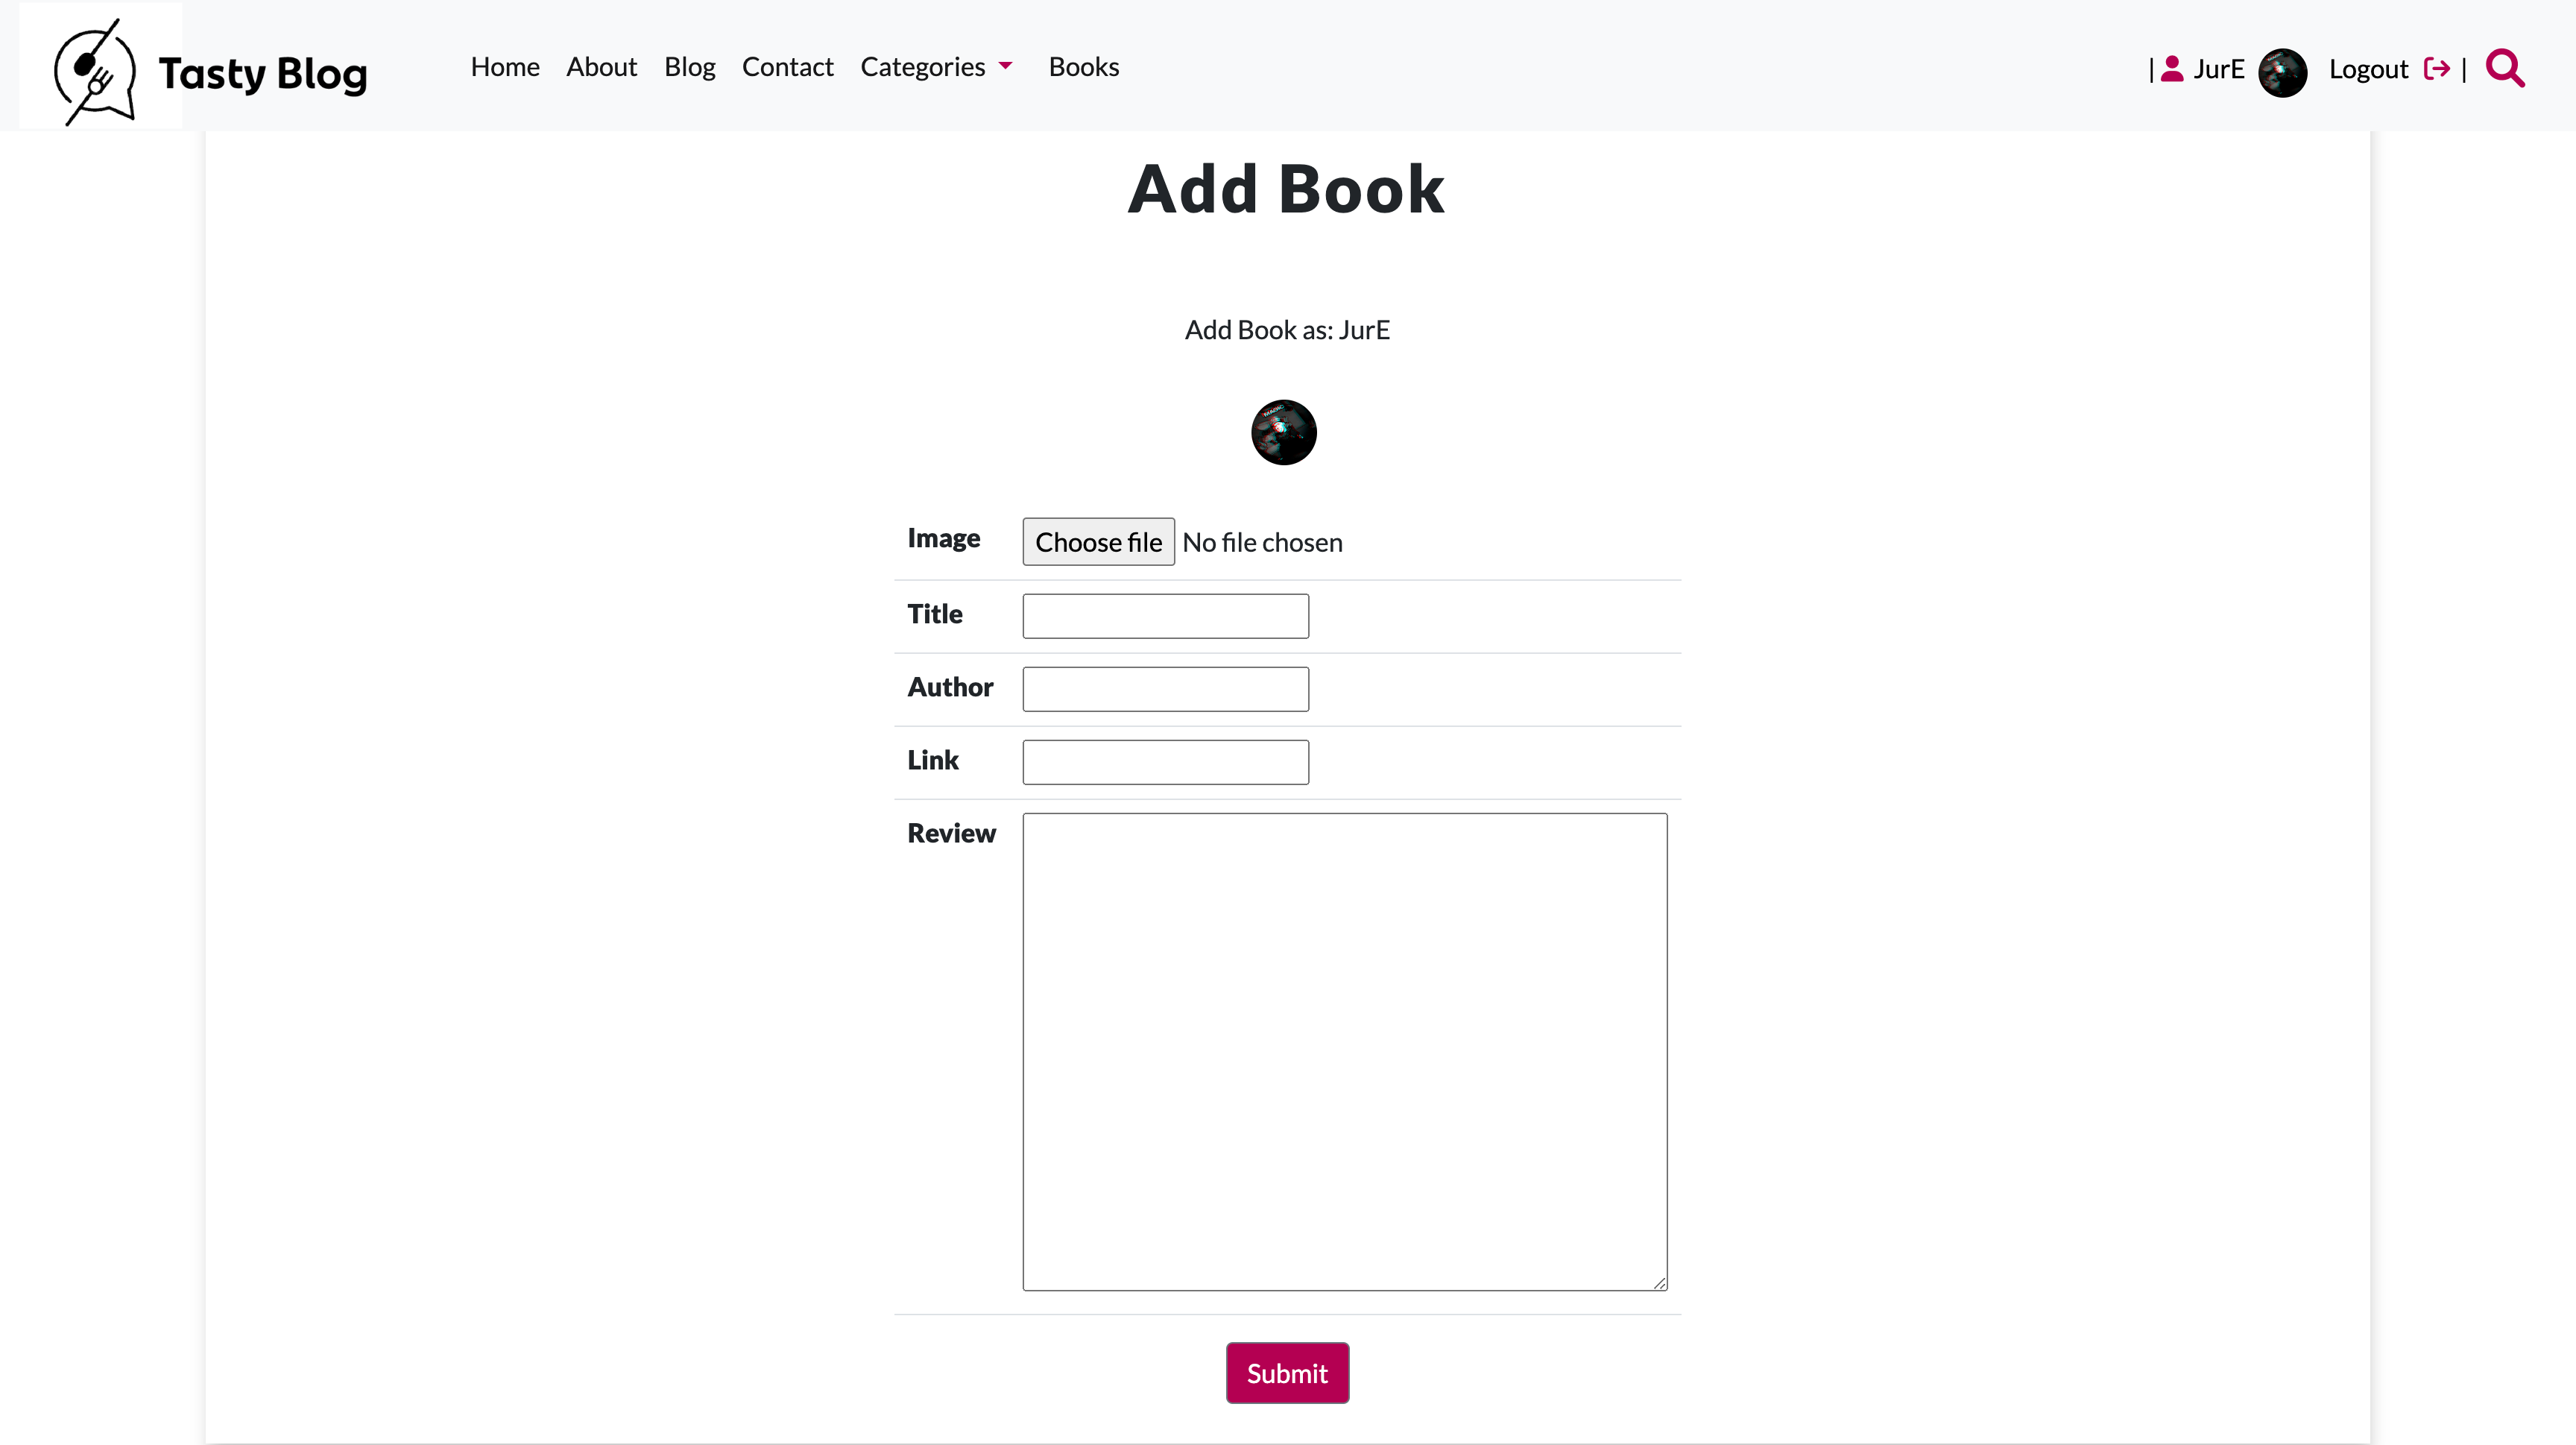 Tasty Blog
Home About Blog Contact Categories Books
| JurE Logout |
Add Book
Add Book as: JurE
Image Choose file No file chosen
Title
Author
Link
Review
Submit